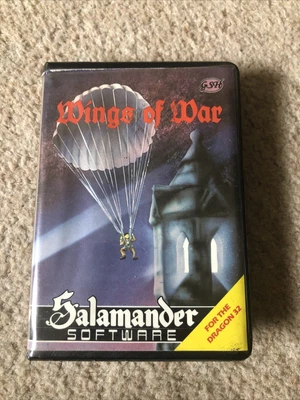 GSH
Wings of War
Salamander
SOFTWARE
FOR THE
DRAGON 32